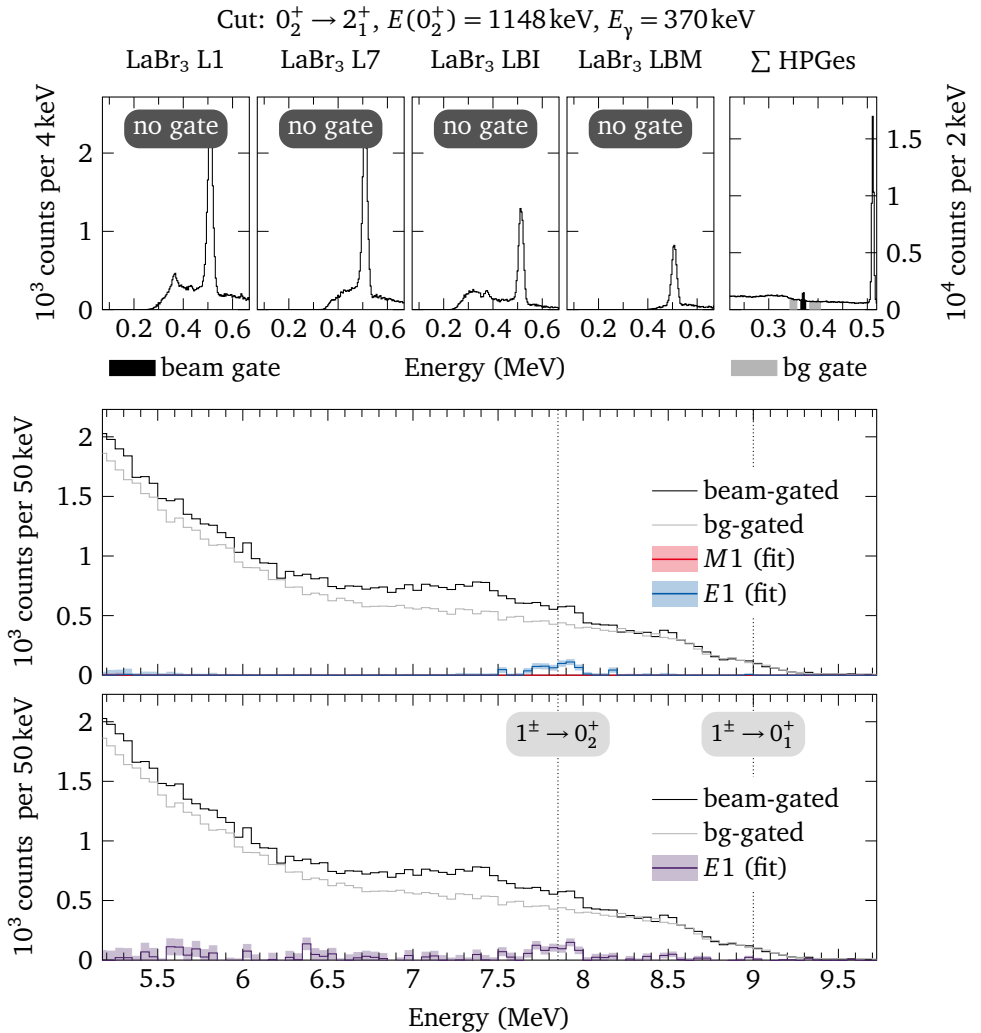 Cut: 0₂⁺ → 2₁⁺, E(0₂⁺) = 1148 keV, Eγ = 370 keV
LaBr₃ L1 LaBr₃ L7 LaBr₃ LBI LaBr₃ LBM ∑ HPGes
no gate no gate no gate no gate
10³ counts per 4 keV
2
1
0
1.5
1
0.5
0
10⁴ counts per 2 keV
0.2 0.4 0.6 0.2 0.4 0.6 0.2 0.4 0.6 0.2 0.4 0.6 0.3 0.4 0.5
beam gate Energy (MeV) bg gate
10³ counts per 50 keV
2
1.5
1
0.5
0
beam-gated
bg-gated
M1 (fit)
E1 (fit)
10³ counts per 50 keV
2
1.5
1
0.5
0
1± → 0₂⁺ 1± → 0₁⁺
beam-gated
bg-gated
E1 (fit)
5.5 6 6.5 7 7.5 8 8.5 9 9.5
Energy (MeV)